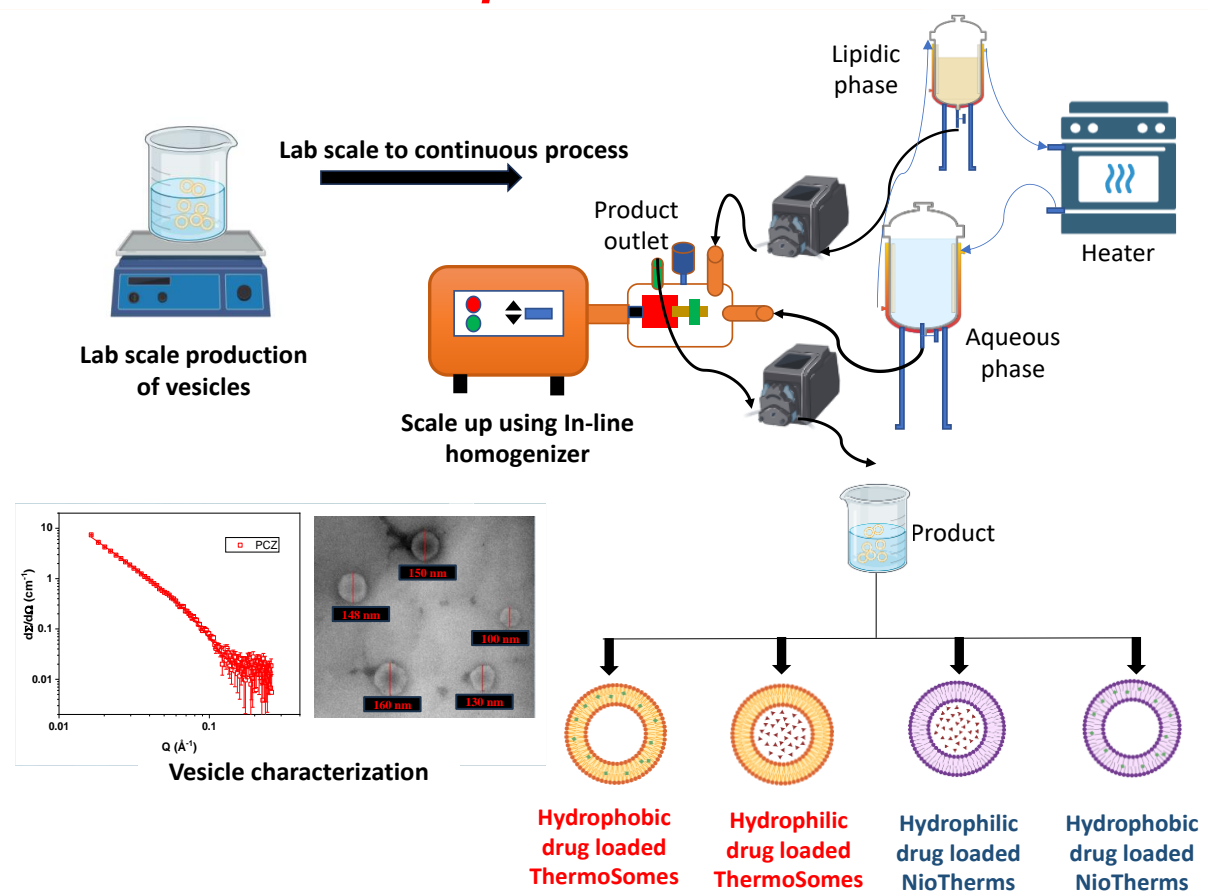 Lipidic
phase
Lab scale to continuous process
Product
outlet
Heater
Lab scale production
of vesicles
Aqueous
phase
Scale up using In-line
homogenizer
Product
10
1
0.1
0.01
0.01
0.1
dΣ/dΩ (cm⁻¹)
Q (Å⁻¹)
PCZ
150 nm
148 nm
100 nm
160 nm
130 nm
Vesicle characterization
Hydrophobic
drug loaded
ThermoSomes
Hydrophilic
drug loaded
ThermoSomes
Hydrophilic
drug loaded
NioTherms
Hydrophobic
drug loaded
NioTherms